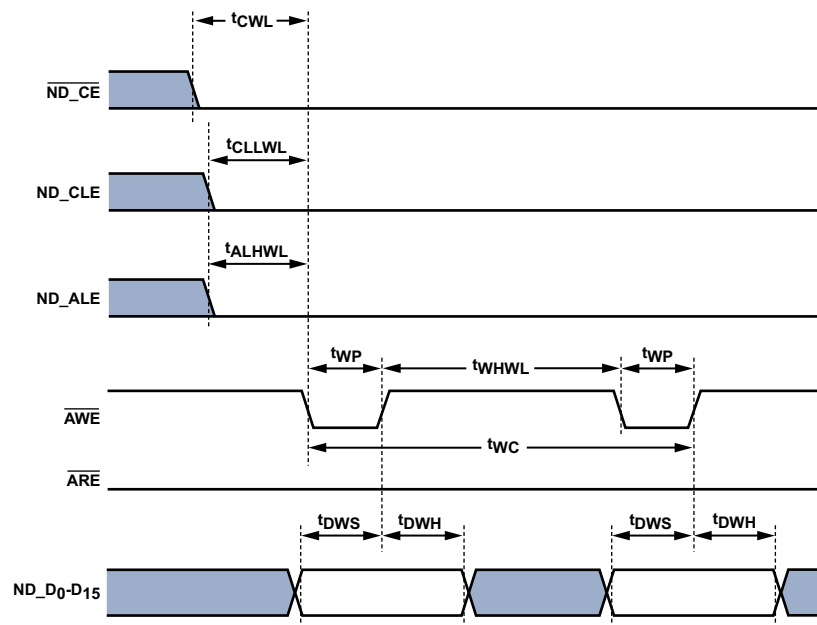 tCWL
ND_CE
tCLLWL
ND_CLE
tALHWL
ND_ALE
tWP tWHWL tWP
AWE
tWC
ARE
tDWS tDWH tDWS tDWH
ND_D0-D15